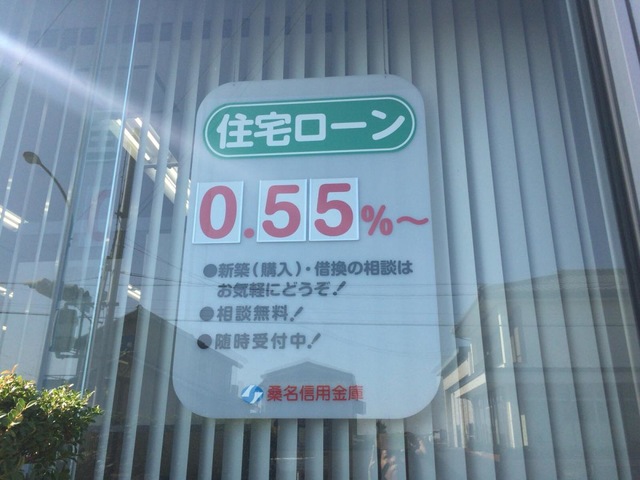 住宅ローン
0.55%～
●新築(購入)・借換の相談は
お気軽にどうぞ!
●相談無料!
●随時受付中!
桑名信用金庫